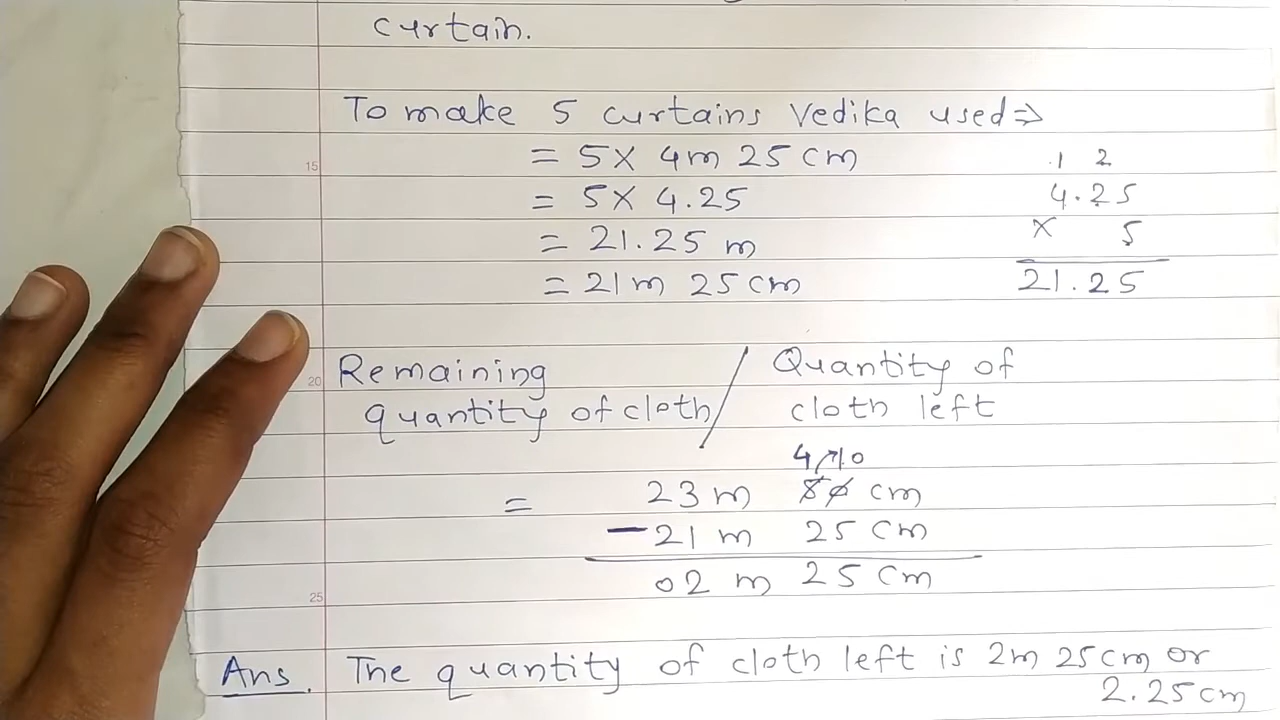 curtain.
To make 5 curtains Vedika used ⇒
= 5 X 4m 25 cm
= 5 X 4.25
= 21.25 m
= 21m 25cm
1 2
4.25
X 5
21.25
Remaining
quantity of cloth /
Quantity of
cloth left
4 10
= 23 m 50 cm
- 21 m 25 cm
02 m 25 cm
Ans. The quantity of cloth left is 2m 25cm or
2.25cm
15
20
25